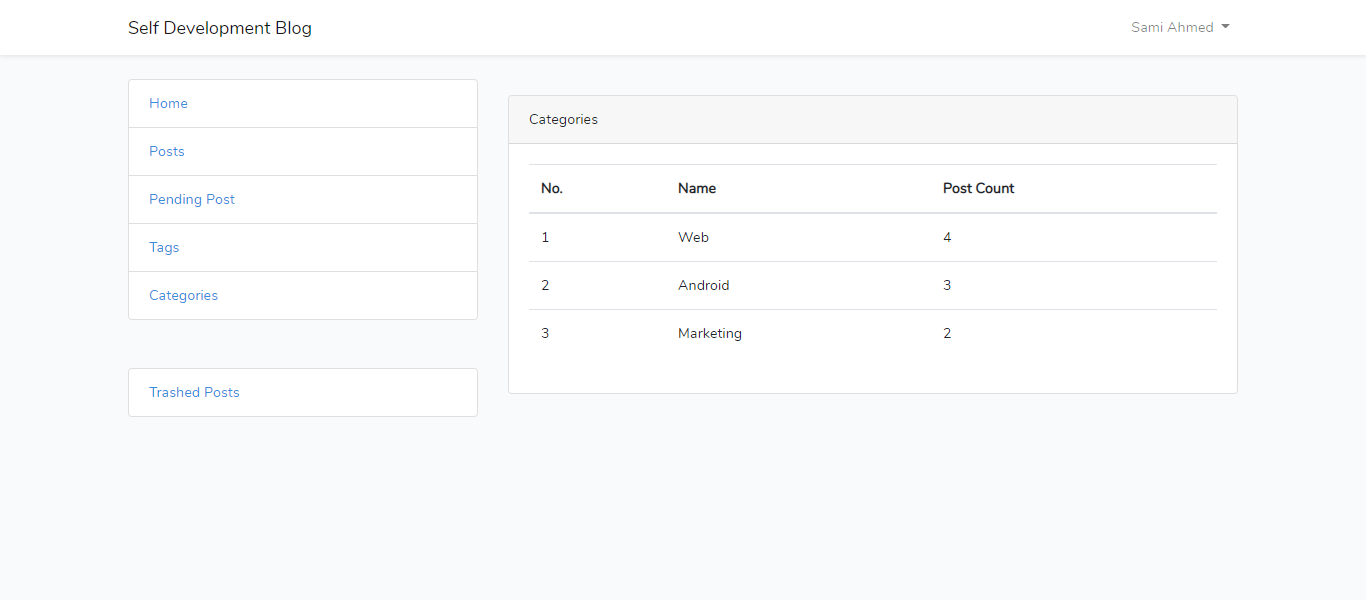 Self Development Blog
Sami Ahmed
Home
Posts
Pending Post
Tags
Categories
Trashed Posts
Categories
No. Name Post Count
1 Web 4
2 Android 3
3 Marketing 2